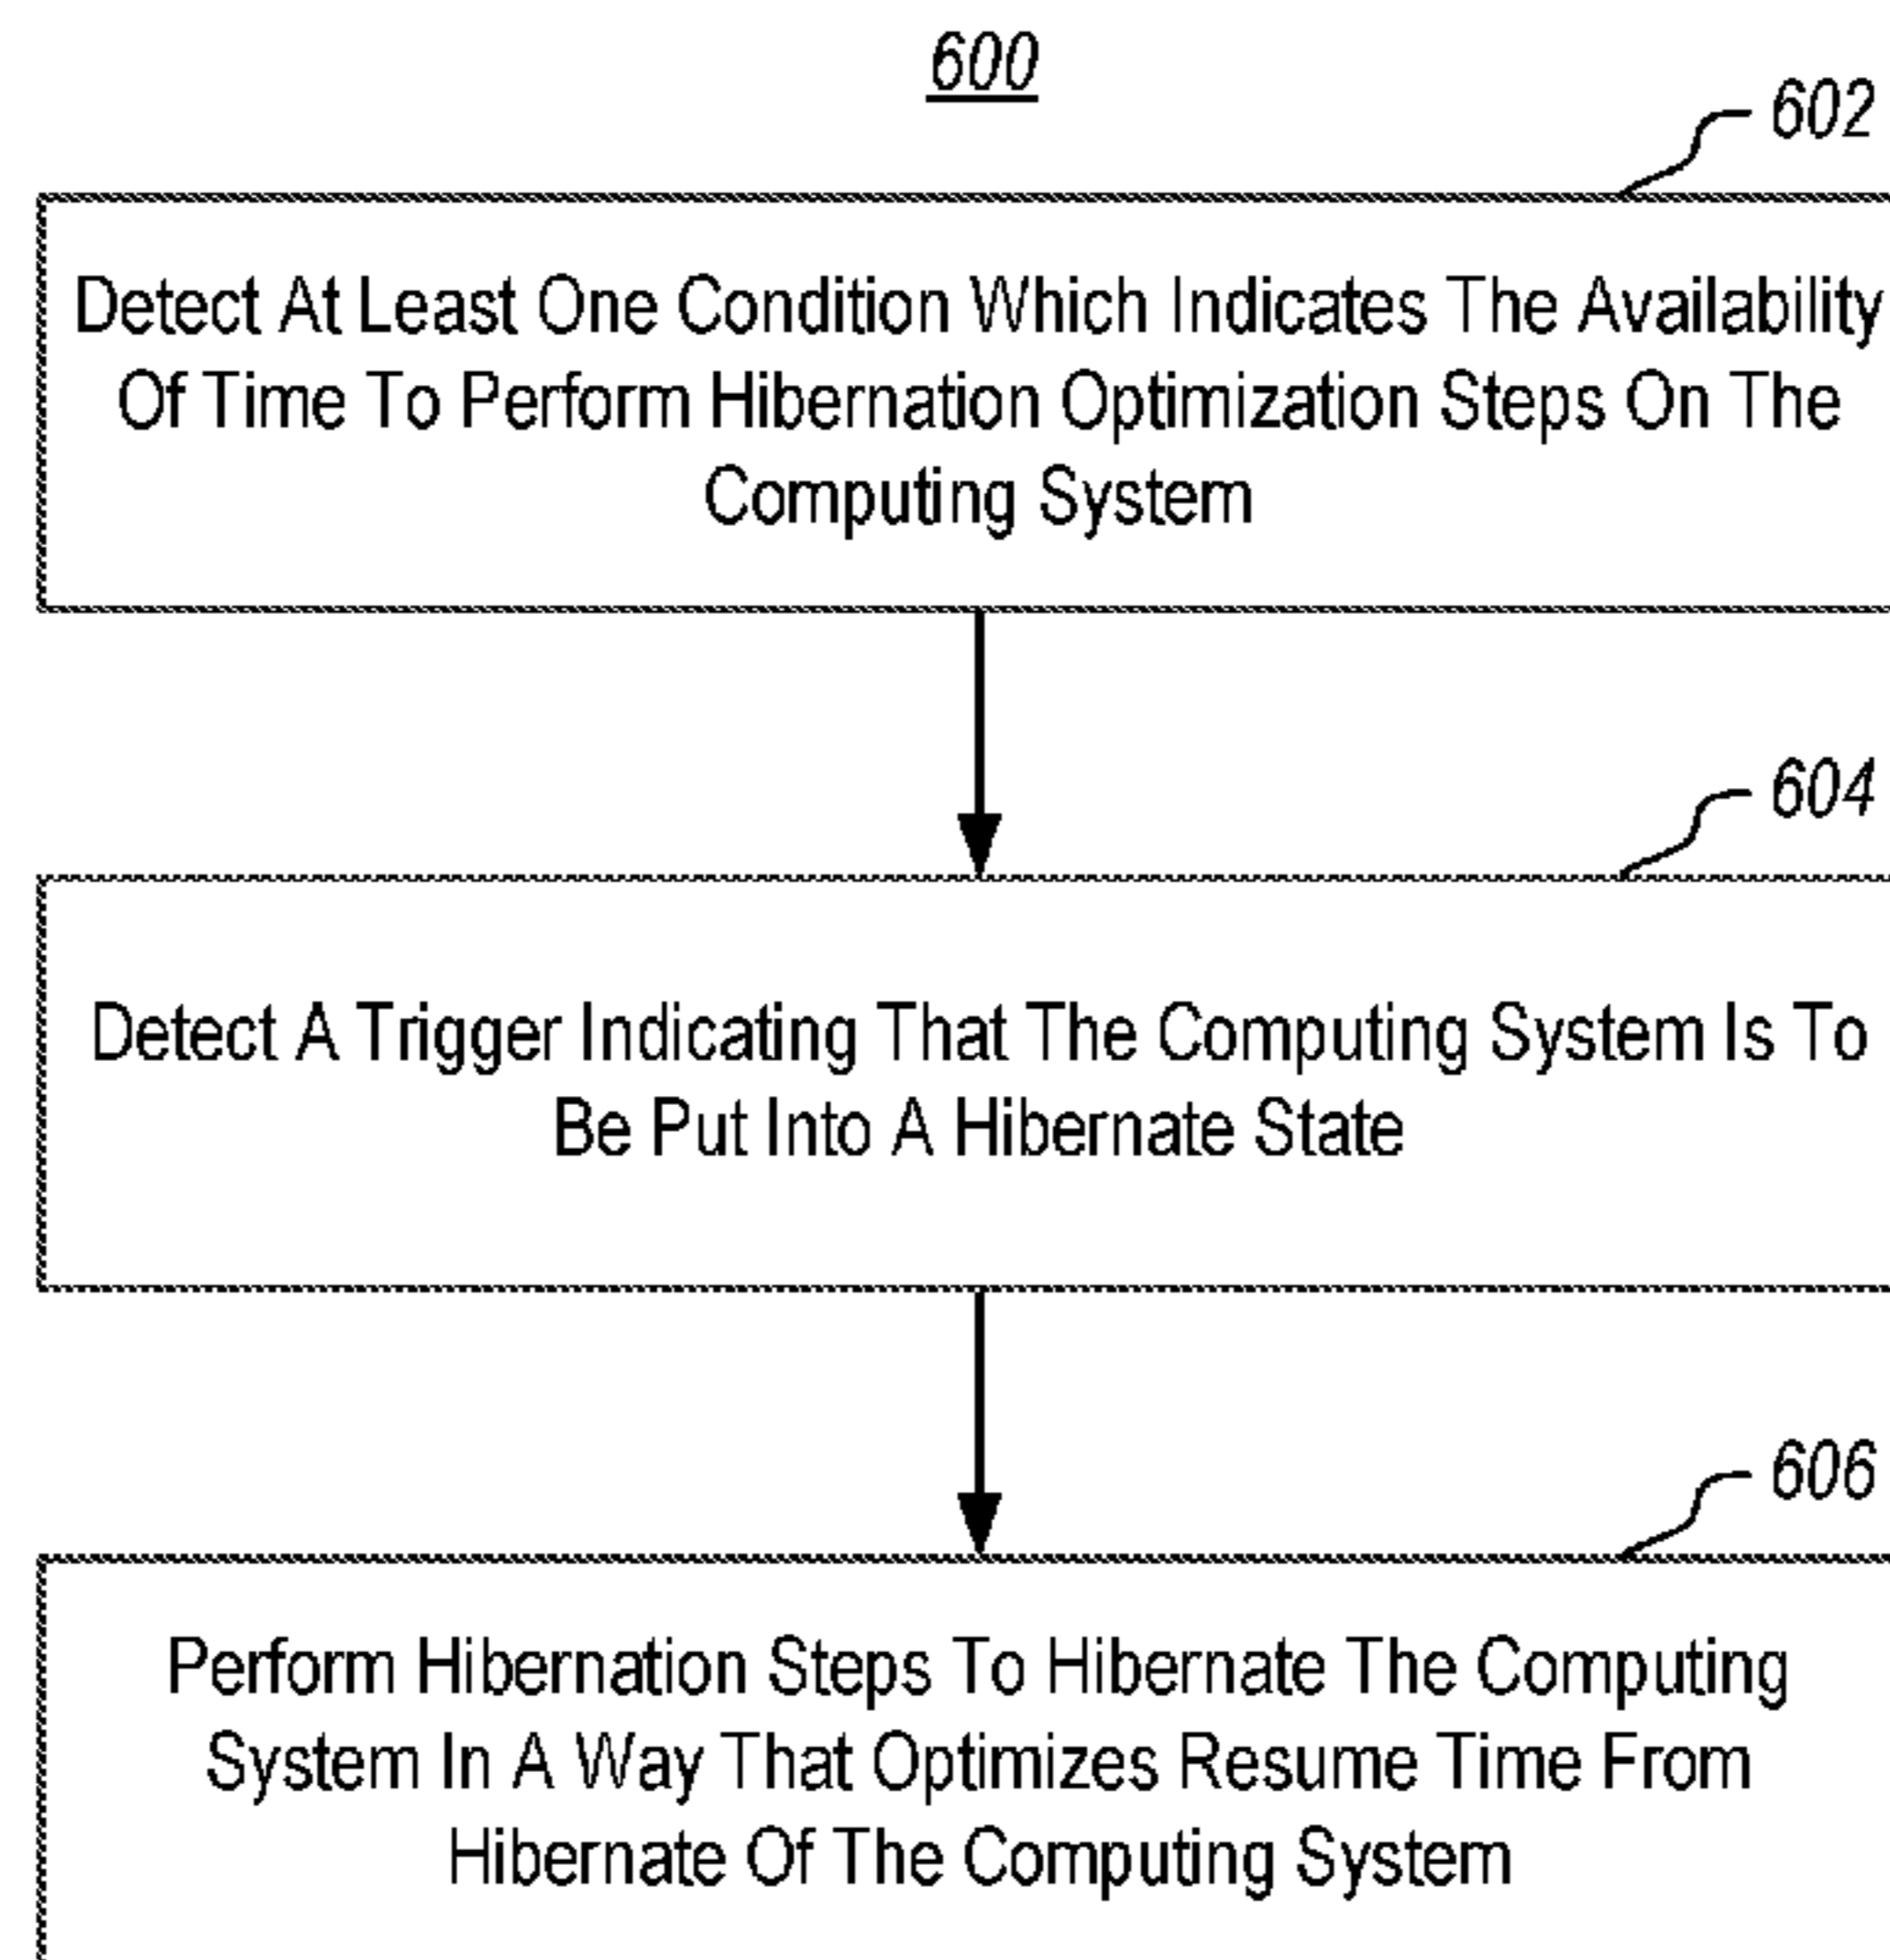 600
602
Detect At Least One Condition Which Indicates The Availability
Of Time To Perform Hibernation Optimization Steps On The
Computing System
604
Detect A Trigger Indicating That The Computing System Is To
Be Put Into A Hibernate State
606
Perform Hibernation Steps To Hibernate The Computing
System In A Way That Optimizes Resume Time From
Hibernate Of The Computing System